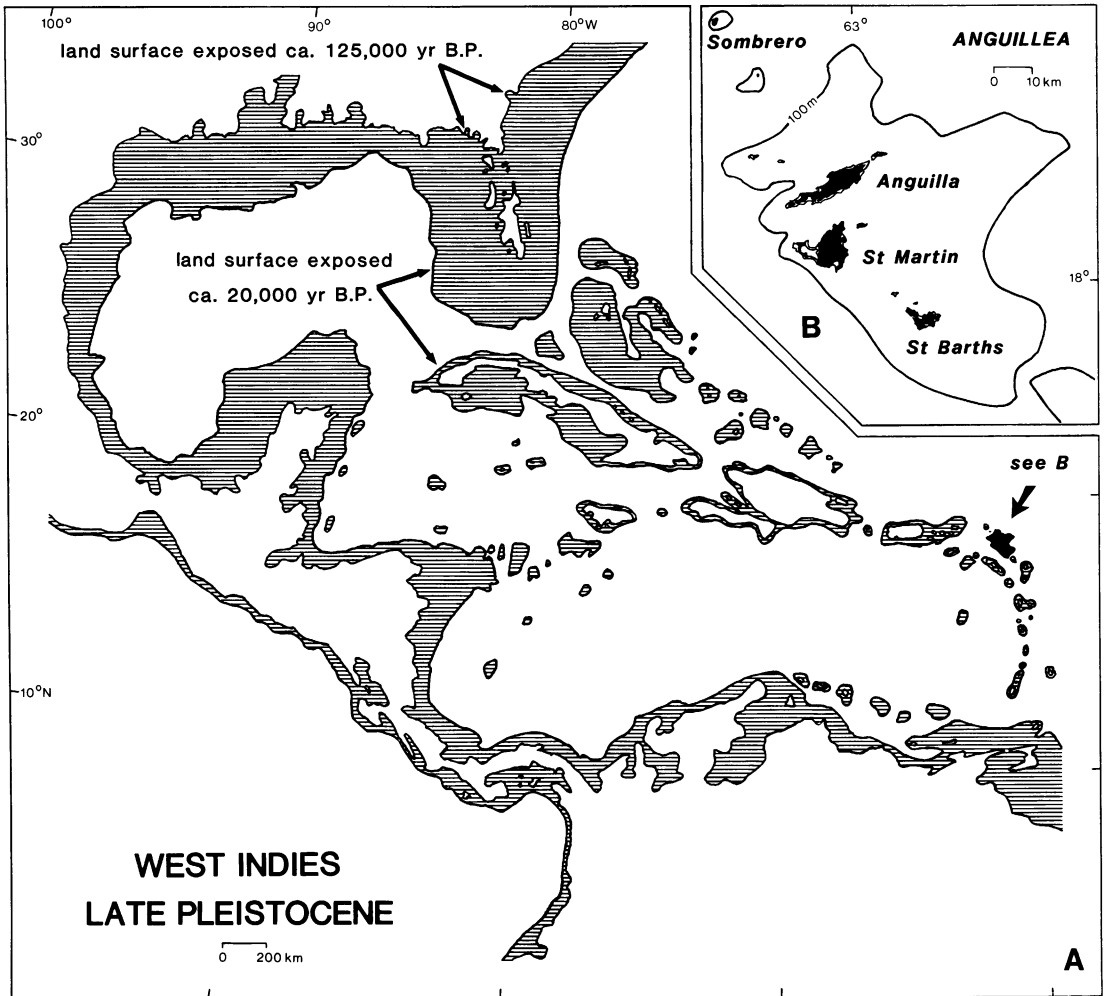 100°
90°
80°W
land surface exposed ca. 125,000 yr B.P.
30°
land surface exposed
ca. 20,000 yr B.P.
20°
10°N
see B
WEST INDIES
LATE PLEISTOCENE
0 200 km
A
63°
Sombrero
ANGUILLEA
0 10 km
100 m
Anguilla
St Martin
18°
B
St Barths